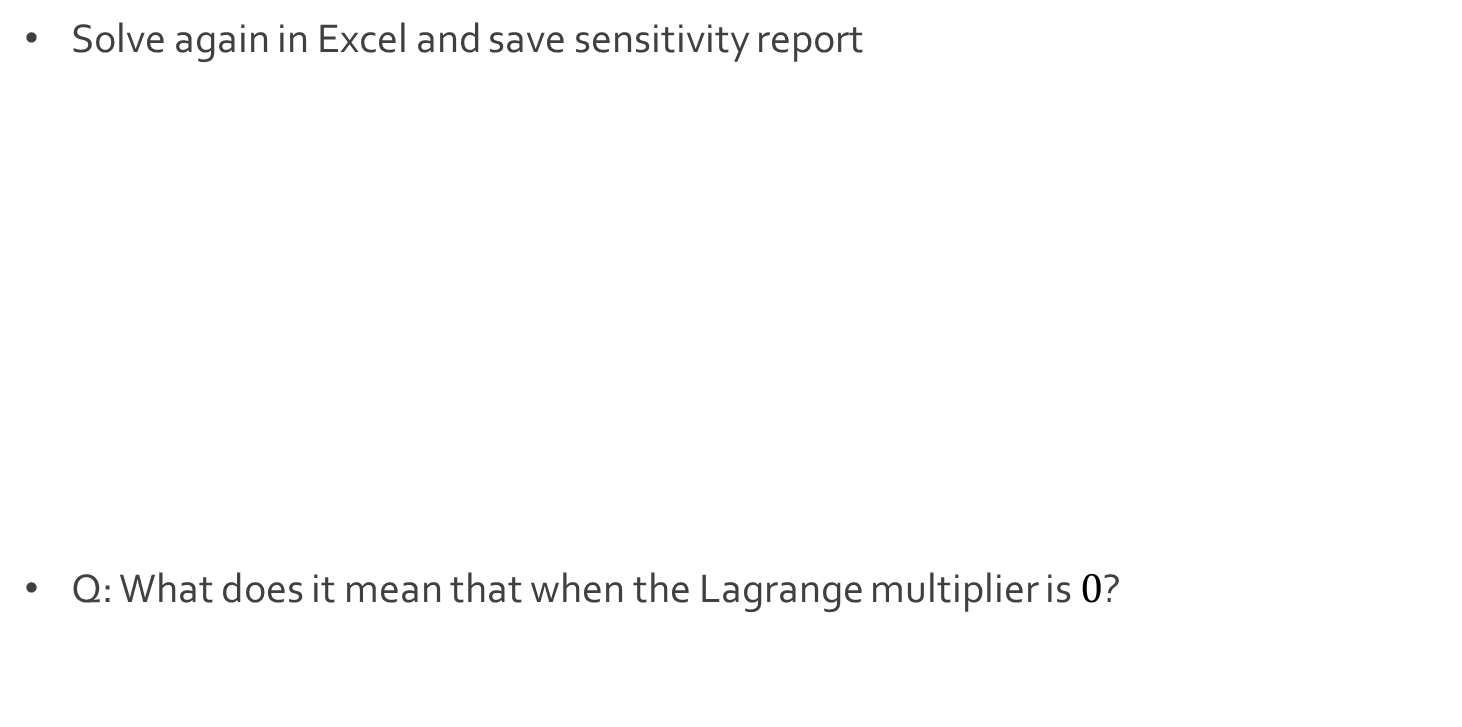 • Solve again in Excel and save sensitivity report
• Q: What does it mean that when the Lagrange multiplier is 0?